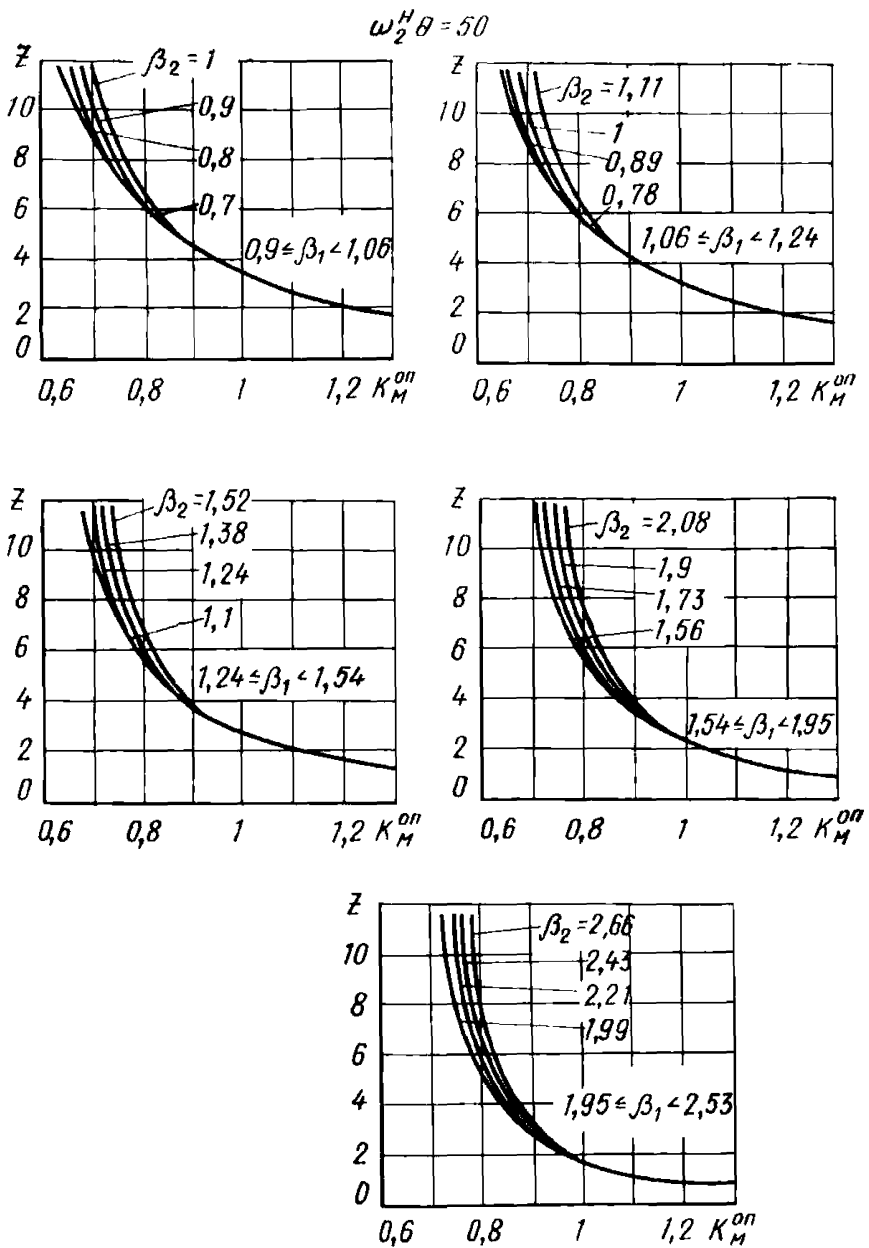 ω₂ᴴθ = 50
z
β₂ = 1
10
0,9
8
0,8
6
0,7
4
0,9 ≤ β₁ < 1,06
2
0
0,6 0,8 1 1,2 Kₘᵒⁿ
z
β₂ = 1,11
10
1
8
0,89
6
0,78
4
1,06 ≤ β₁ < 1,24
2
0
0,6 0,8 1 1,2 Kₘᵒⁿ
z
β₂ = 1,52
10
1,38
8
1,24
6
1,1
4
1,24 ≤ β₁ < 1,54
2
0
0,6 0,8 1 1,2 Kₘᵒⁿ
z
β₂ = 2,08
10
1,9
8
1,73
6
1,56
4
1,54 ≤ β₁ < 1,95
2
0
0,6 0,8 1 1,2 Kₘᵒⁿ
z
β₂ = 2,66
10
2,43
8
2,21
6
1,99
4
1,95 ≤ β₁ < 2,53
2
0
0,6 0,8 1 1,2 Kₘᵒⁿ